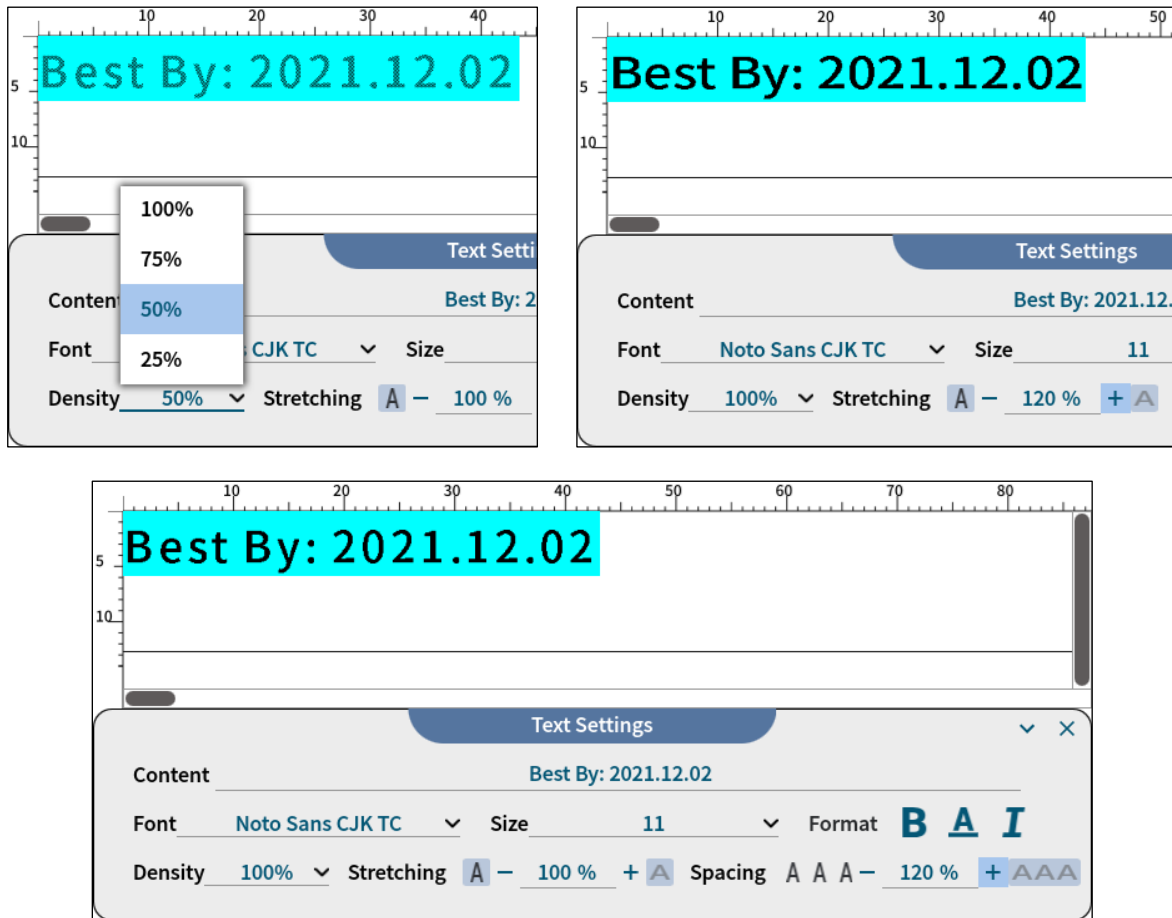 10 20 30 40
5
10
Best By: 2021.12.02
100%
75%
50%
25%
Text Setti
Content Best By: 2
Font CJK TC Size
Density 50% Stretching A − 100 %
10 20 30 40 50
5
10
Best By: 2021.12.02
Text Settings
Content Best By: 2021.12.
Font Noto Sans CJK TC Size 11
Density 100% Stretching A − 120 % + A
10 20 30 40 50 60 70 80
5
10
Best By: 2021.12.02
Text Settings
Content Best By: 2021.12.02
Font Noto Sans CJK TC Size 11 Format B A I
Density 100% Stretching A − 100 % + A Spacing A A A − 120 % + AAA